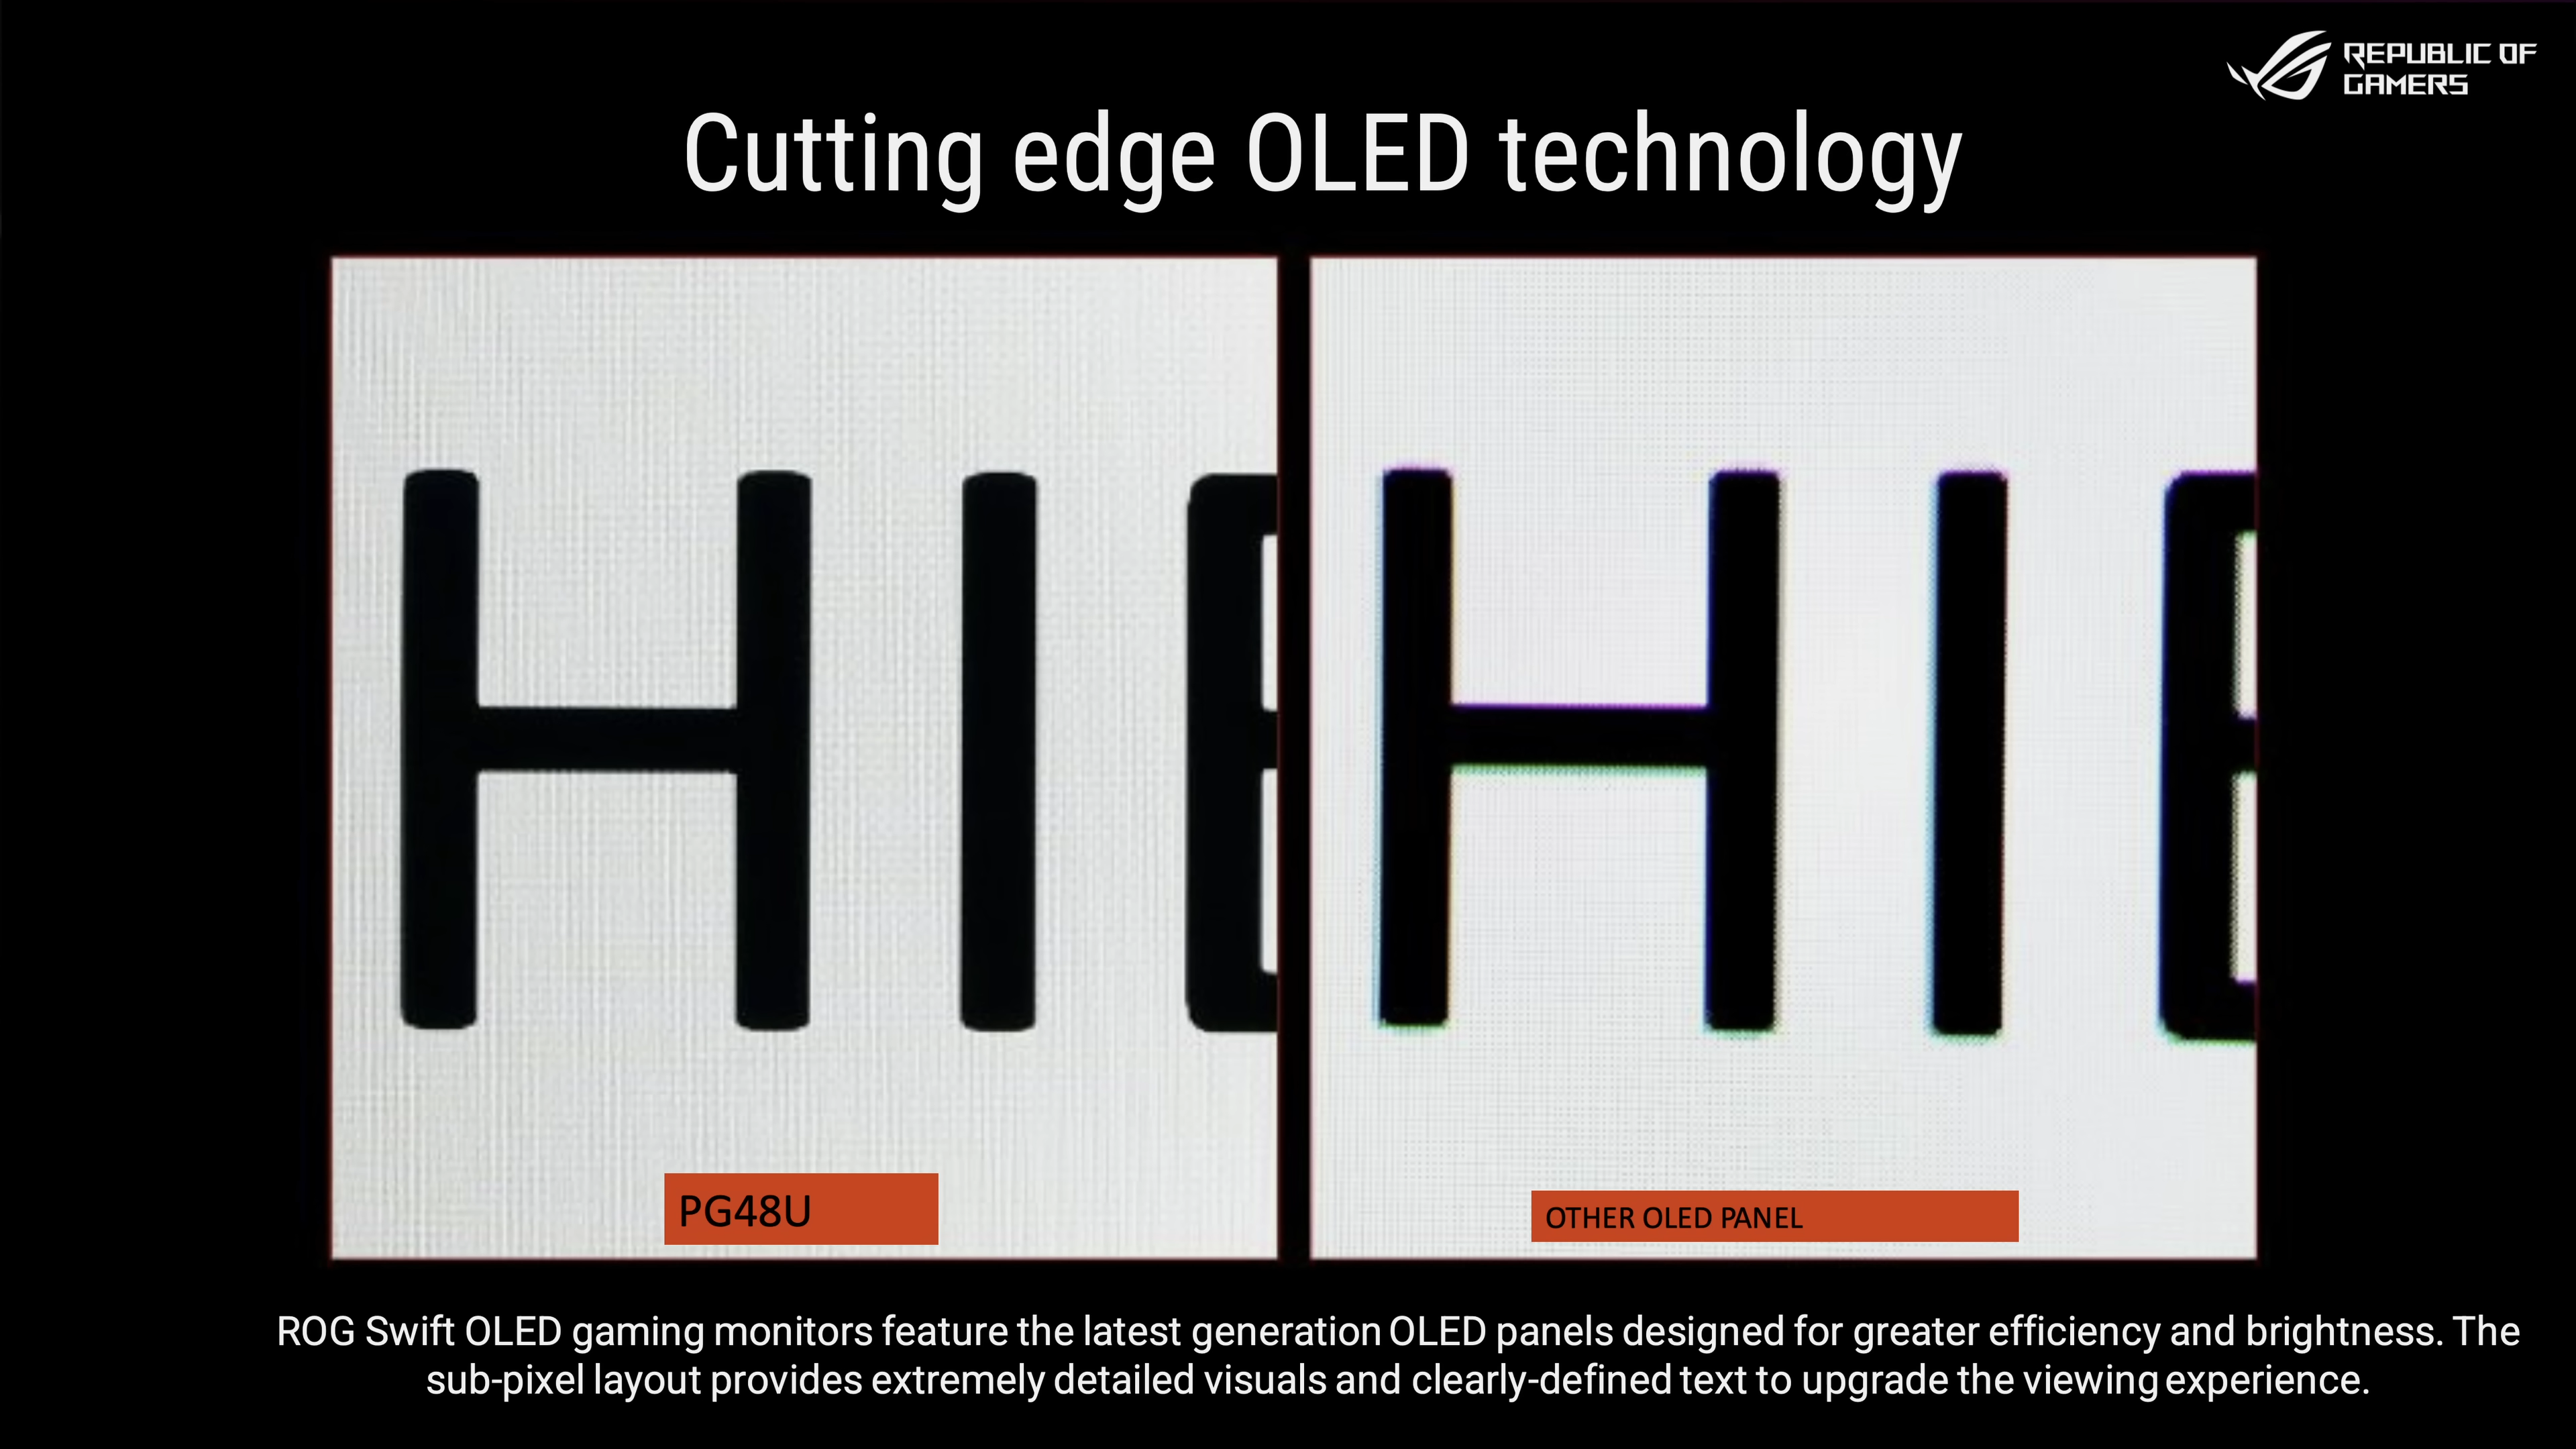 REPUBLIC OF
GAMERS
Cutting edge OLED technology
HIE
HIE
PG48U
OTHER OLED PANEL
ROG Swift OLED gaming monitors feature the latest generation OLED panels designed for greater efficiency and brightness. The
sub-pixel layout provides extremely detailed visuals and clearly-defined text to upgrade the viewing experience.